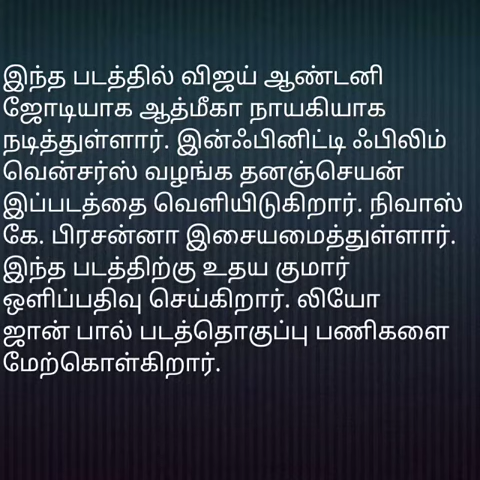 இந்த படத்தில் விஜய் ஆண்டனி
ஜோடியாக ஆத்மீகா நாயகியாக
நடித்துள்ளார். இன்ஃபினிட்டி ஃபிலிம்
வென்சர்ஸ் வழங்க தனஞ்செயன்
இப்படத்தை வெளியிடுகிறார். நிவாஸ்
கே. பிரசன்னா இசையமைத்துள்ளார்.
இந்த படத்திற்கு உதய குமார்
ஒளிப்பதிவு செய்கிறார். லியோ
ஜான் பால் படத்தொகுப்பு பணிகளை
மேற்கொள்கிறார்.